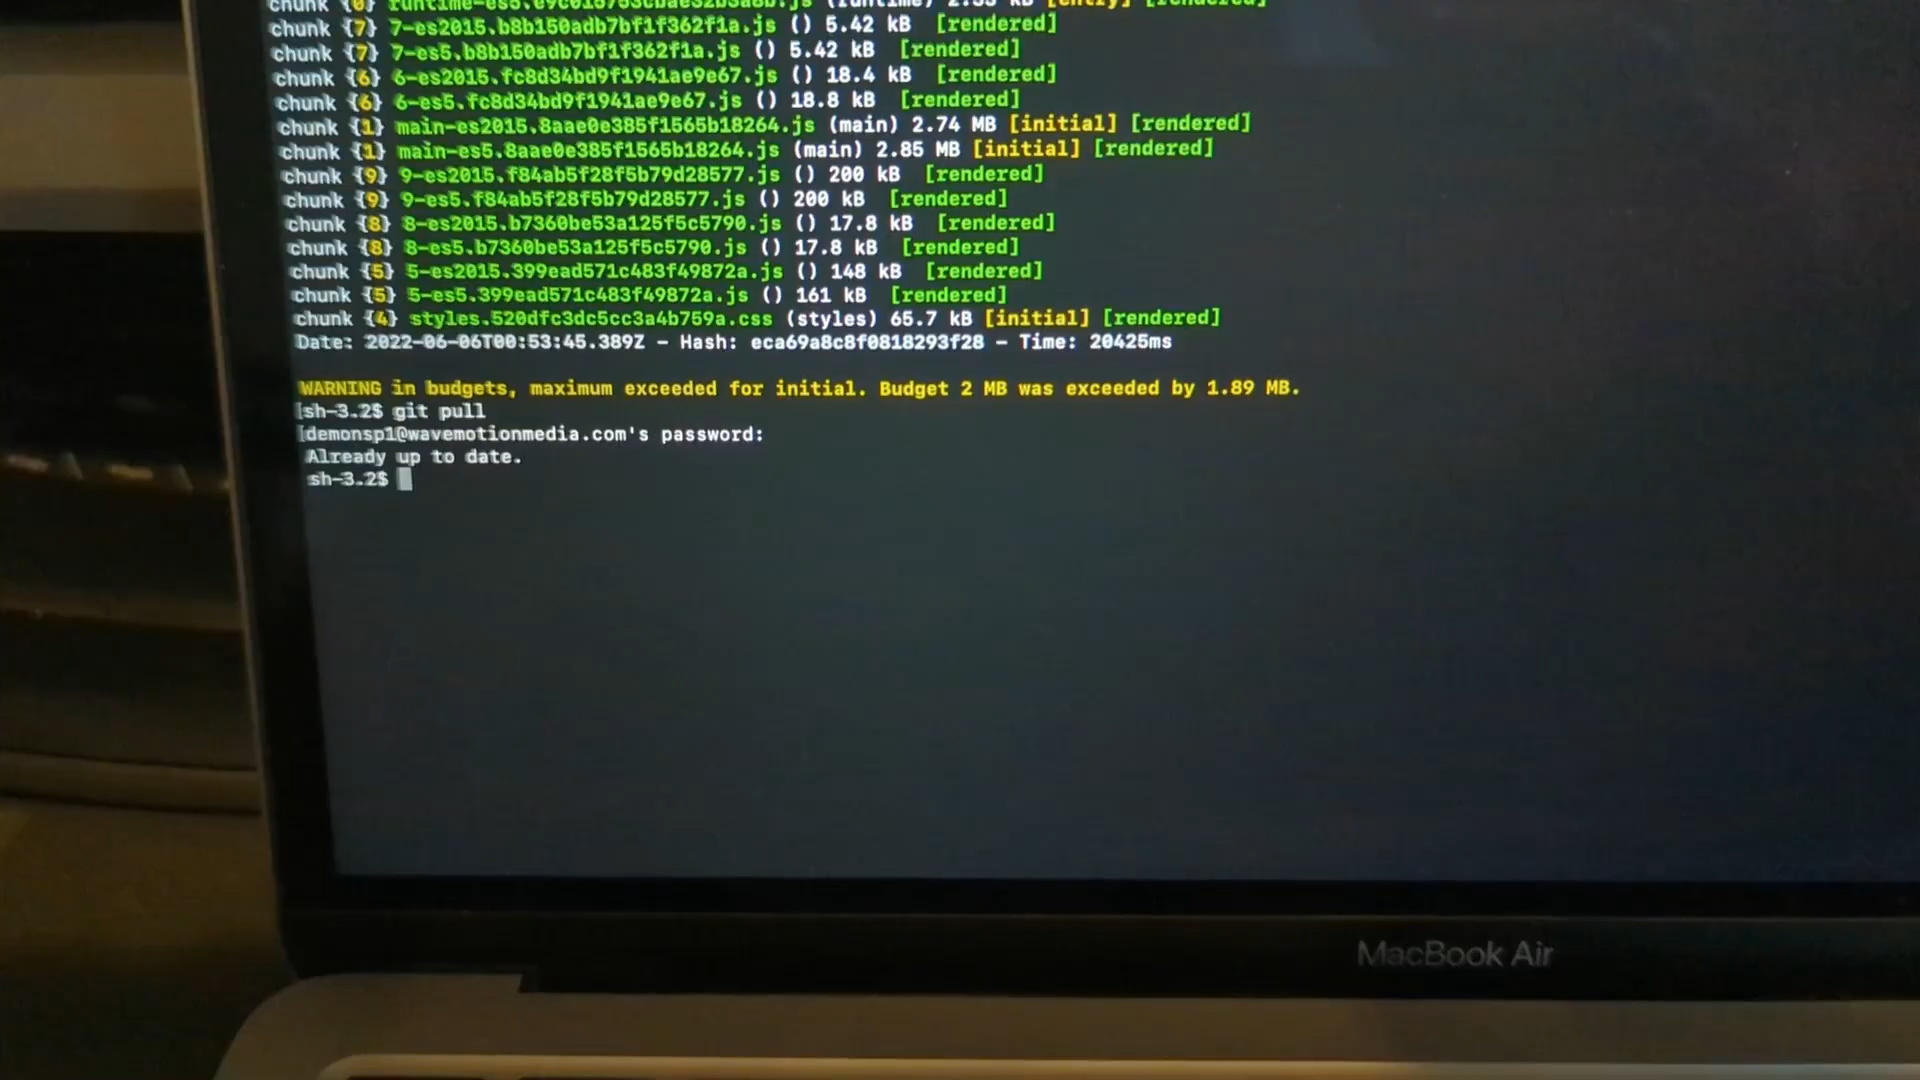 chunk {0} (runtime) kB [entry] [rendered]
chunk {7} 7-es2015.b8b150adb7bf1f362f1a.js () 5.42 kB [rendered]
chunk {7} 7-es5.b8b150adb7bf1f362f1a.js () 5.42 kB [rendered]
chunk {6} 6-es2015.fc8d34bd9f1941ae9e67.js () 18.4 kB [rendered]
chunk {6} 6-es5.fc8d34bd9f1941ae9e67.js () 18.8 kB [rendered]
chunk {1} main-es2015.8aae0e385f1565b18264.js (main) 2.74 MB [initial] [rendered]
chunk {1} main-es5.8aae0e385f1565b18264.js (main) 2.85 MB [initial] [rendered]
chunk {9} 9-es2015.f84ab5f28f5b79d28577.js () 200 kB [rendered]
chunk {9} 9-es5.f84ab5f28f5b79d28577.js () 200 kB [rendered]
chunk {8} 8-es2015.b7360be53a125f5c5790.js () 17.8 kB [rendered]
chunk {8} 8-es5.b7360be53a125f5c5790.js () 17.8 kB [rendered]
chunk {5} 5-es2015.399ead571c483f49872a.js () 148 kB [rendered]
chunk {5} 5-es5.399ead571c483f49872a.js () 161 kB [rendered]
chunk {4} styles.520dfc3dc5cc3a4b759a.css (styles) 65.7 kB [initial] [rendered]
Date: 2022-06-06T00:53:45.389Z - Hash: eca69a8c8f0818293f28 - Time: 20425ms
WARNING in budgets, maximum exceeded for initial. Budget 2 MB was exceeded by 1.89 MB.
[sh-3.2$ git pull
[demonsp1@wavemotionmedia.com's password:
Already up to date.
sh-3.2$
MacBook Air